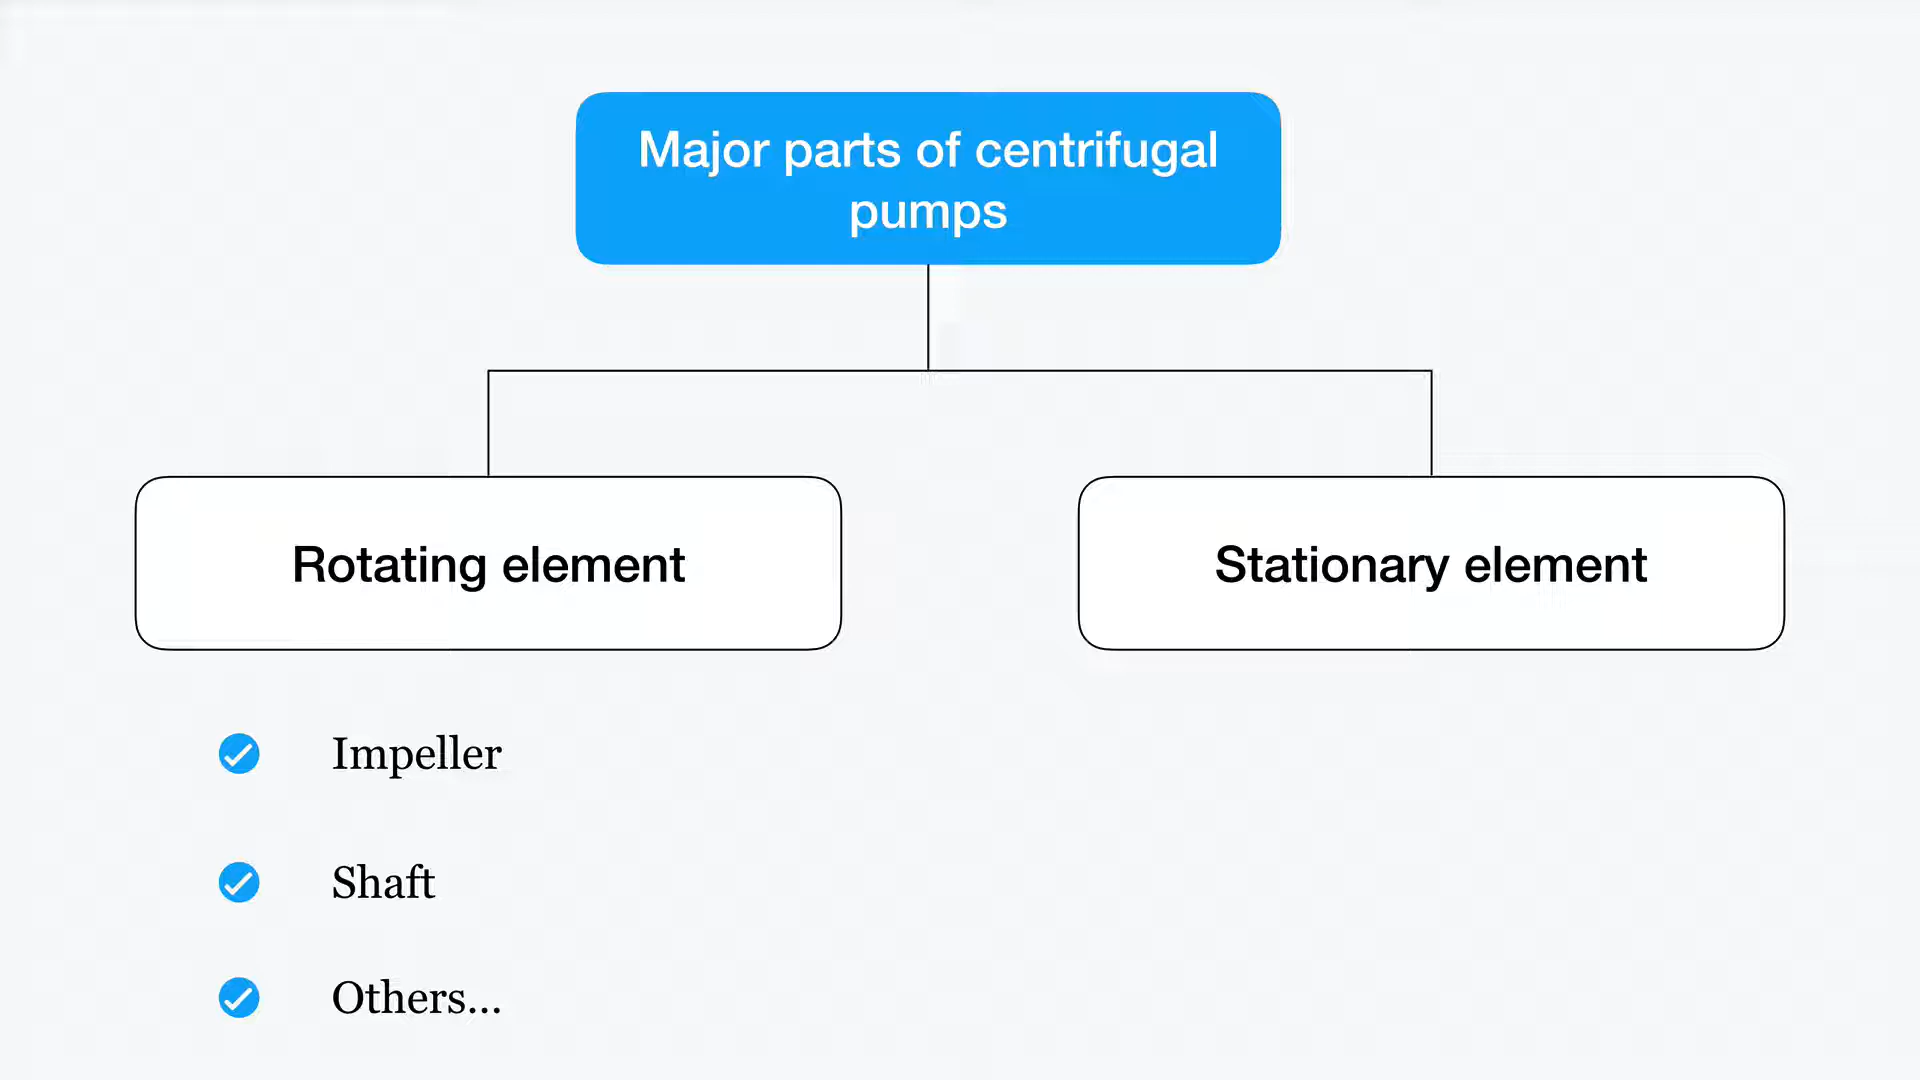 Major parts of centrifugal
pumps
Rotating element
Stationary element
Impeller
Shaft
Others...